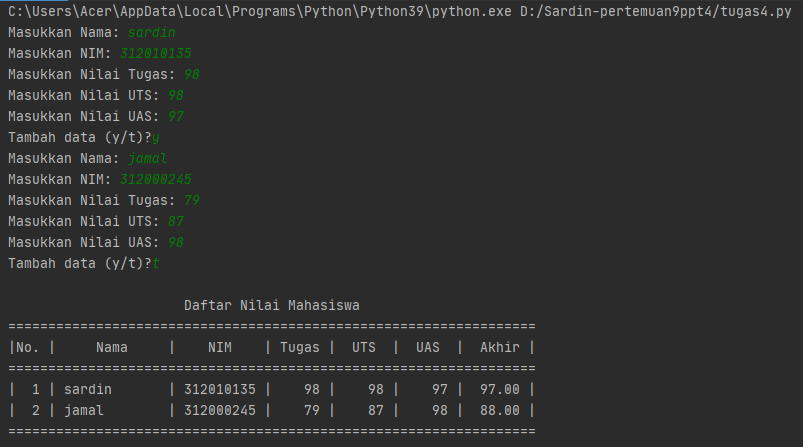 C:\Users\Acer\AppData\Local\Programs\Python\Python39\python.exe D:/Sardin-pertemuan9ppt4/tugas4.py
Masukkan Nama: sardin
Masukkan NIM: 312010135
Masukkan Nilai Tugas: 98
Masukkan Nilai UTS: 98
Masukkan Nilai UAS: 97
Tambah data (y/t)?y
Masukkan Nama: jamal
Masukkan NIM: 312000245
Masukkan Nilai Tugas: 79
Masukkan Nilai UTS: 87
Masukkan Nilai UAS: 98
Tambah data (y/t)?t
                      Daftar Nilai Mahasiswa
==================================================================
|No. |     Nama     |    NIM    | Tugas |  UTS  |  UAS  |  Akhir |
==================================================================
|  1 | sardin       | 312010135 |    98 |    98 |    97 |  97.00 |
|  2 | jamal        | 312000245 |    79 |    87 |    98 |  88.00 |
==================================================================